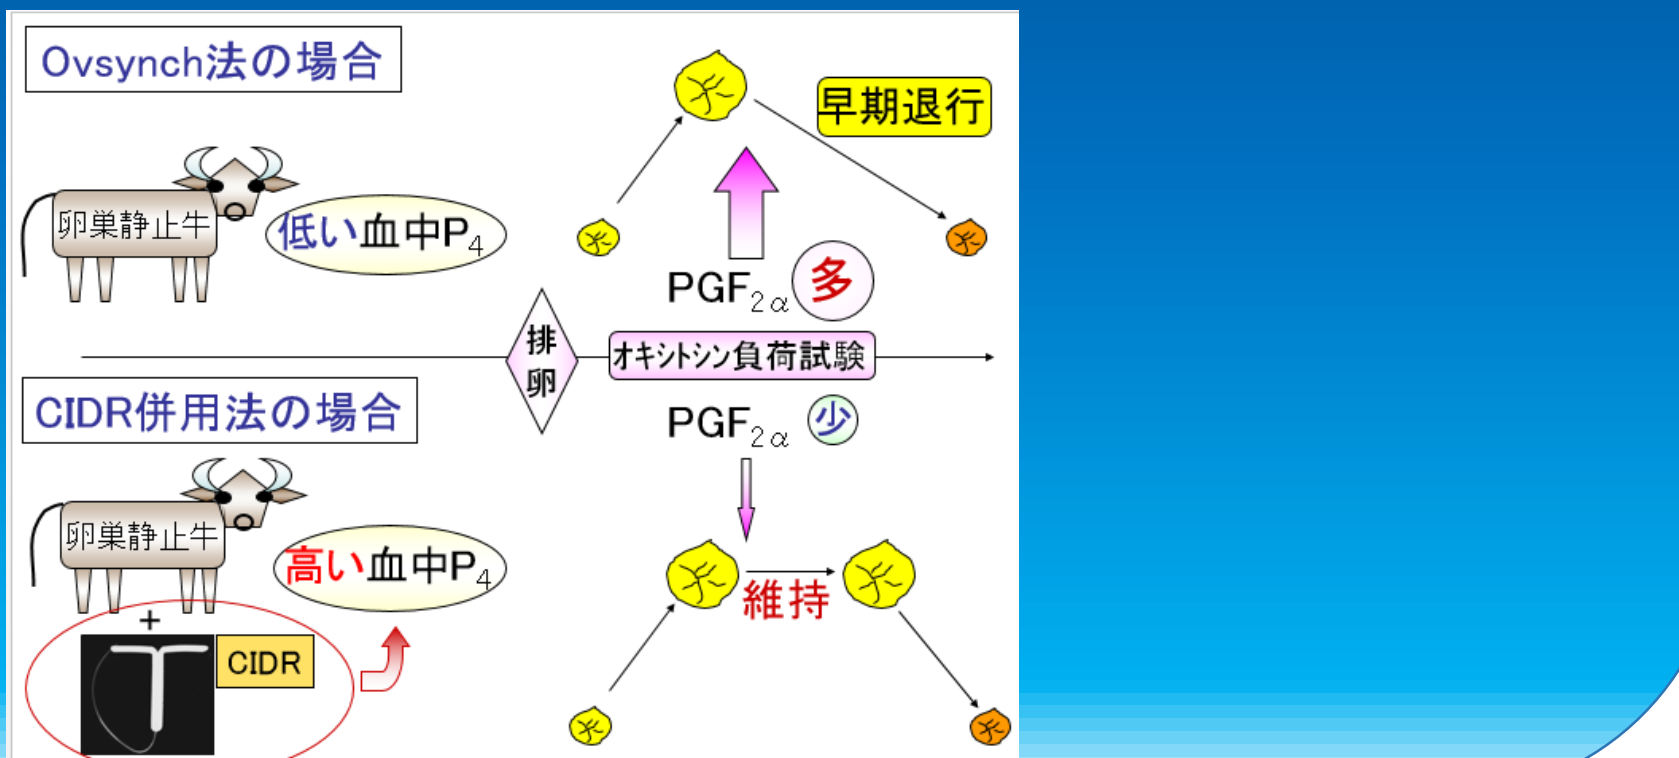 Ovsynch法の場合
早期退行
卵巣静止牛
低い血中P4
PGF2α 多
排卵
オキシトシン負荷試験
CIDR併用法の場合
PGF2α 少
卵巣静止牛
高い血中P4
維持
+
CIDR